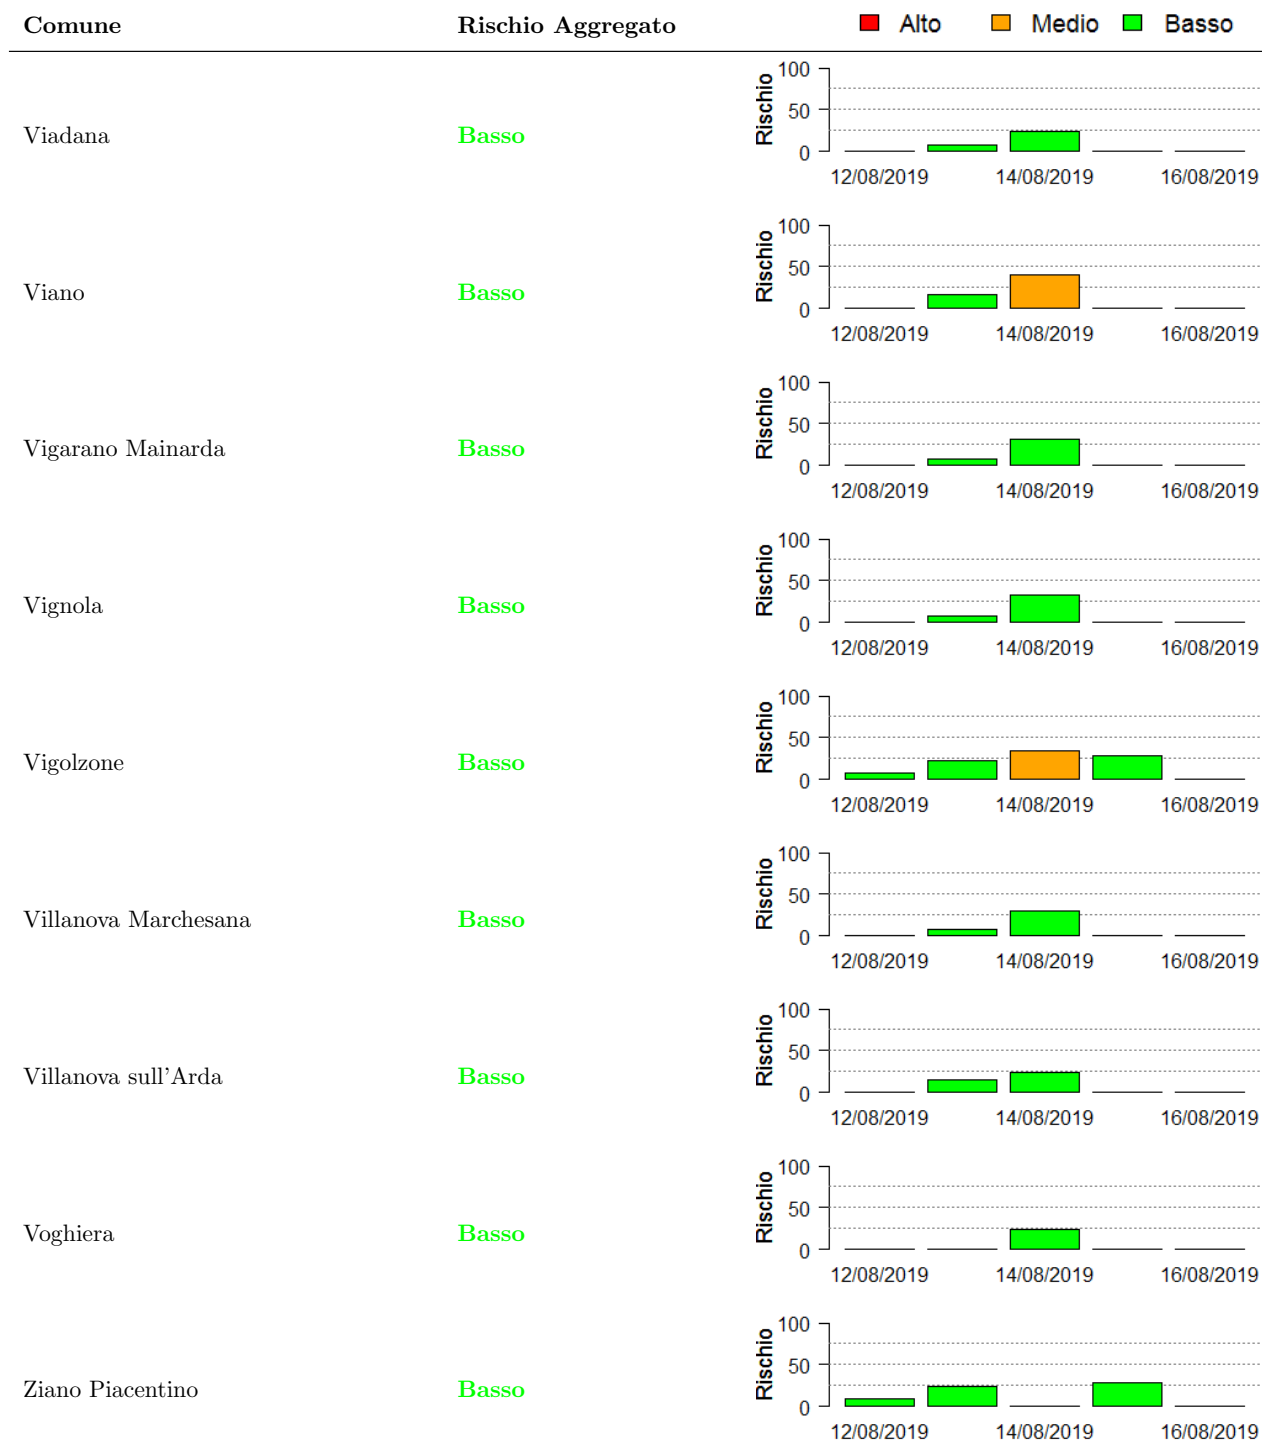 Comune Rischio Aggregato Alto Medio Basso
100
50
0
Rischio
Viadana Basso
12/08/2019 14/08/2019 16/08/2019
100
50
0
Rischio
Viano Basso
12/08/2019 14/08/2019 16/08/2019
100
50
0
Rischio
Vigarano Mainarda Basso
12/08/2019 14/08/2019 16/08/2019
100
50
0
Rischio
Vignola Basso
12/08/2019 14/08/2019 16/08/2019
100
50
0
Rischio
Vigolzone Basso
12/08/2019 14/08/2019 16/08/2019
100
50
0
Rischio
Villanova Marchesana Basso
12/08/2019 14/08/2019 16/08/2019
100
50
0
Rischio
Villanova sull'Arda Basso
12/08/2019 14/08/2019 16/08/2019
100
50
0
Rischio
Voghiera Basso
12/08/2019 14/08/2019 16/08/2019
100
50
0
Rischio
Ziano Piacentino Basso
12/08/2019 14/08/2019 16/08/2019